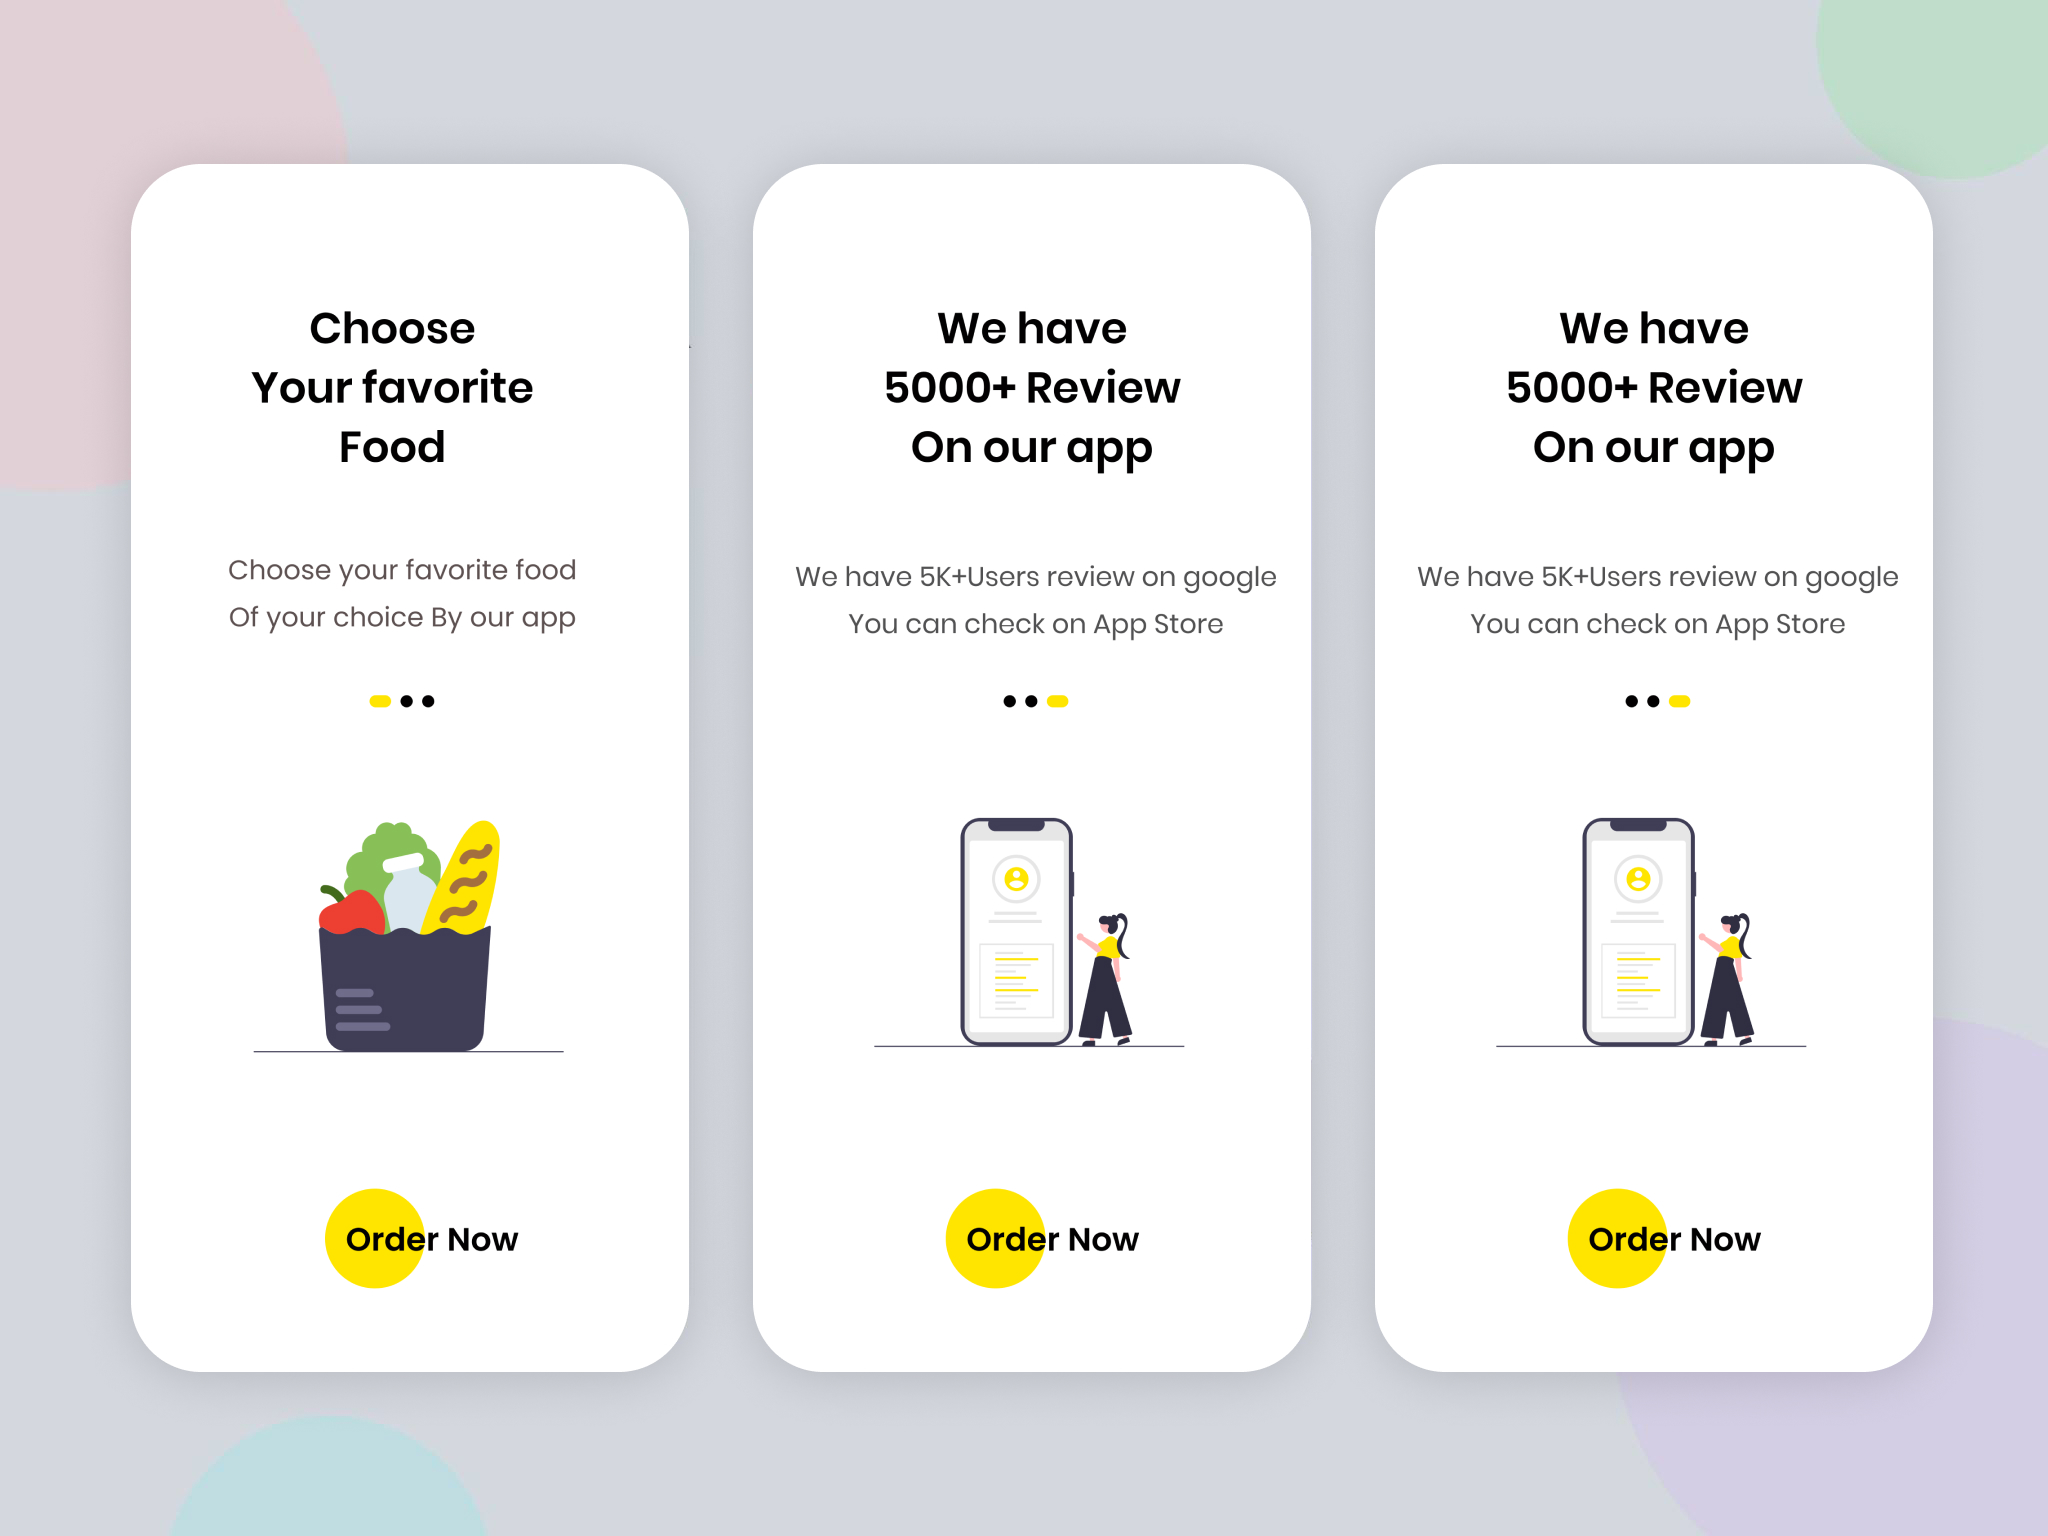 Choose
Your favorite
Food
Choose your favorite food
Of your choice By our app
Order Now
We have
5000+ Review
On our app
We have 5K+Users review on google
You can check on App Store
Order Now
We have
5000+ Review
On our app
We have 5K+Users review on google
You can check on App Store
Order Now